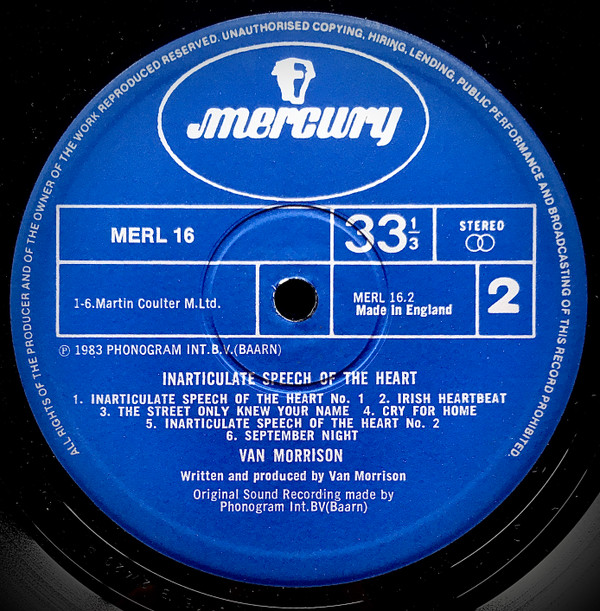 ALL RIGHTS OF THE PRODUCER AND OF THE OWNER OF THE WORK REPRODUCED RESERVED. UNAUTHORISED COPYING, HIRING, LENDING, PUBLIC PERFORMANCE AND BROADCASTING OF THIS RECORD PROHIBITED.
mercury
MERL 16
33 1/3
STEREO
1-6.Martin Coulter M.Ltd.
MERL 16.2
Made in England
2
℗ 1983 PHONOGRAM INT.B.V.(BAARN)
INARTICULATE SPEECH OF THE HEART
1. INARTICULATE SPEECH OF THE HEART No. 1 2. IRISH HEARTBEAT
3. THE STREET ONLY KNEW YOUR NAME 4. CRY FOR HOME
5. INARTICULATE SPEECH OF THE HEART No. 2
6. SEPTEMBER NIGHT
VAN MORRISON
Written and produced by Van Morrison
Original Sound Recording made by
Phonogram Int.BV(Baarn)